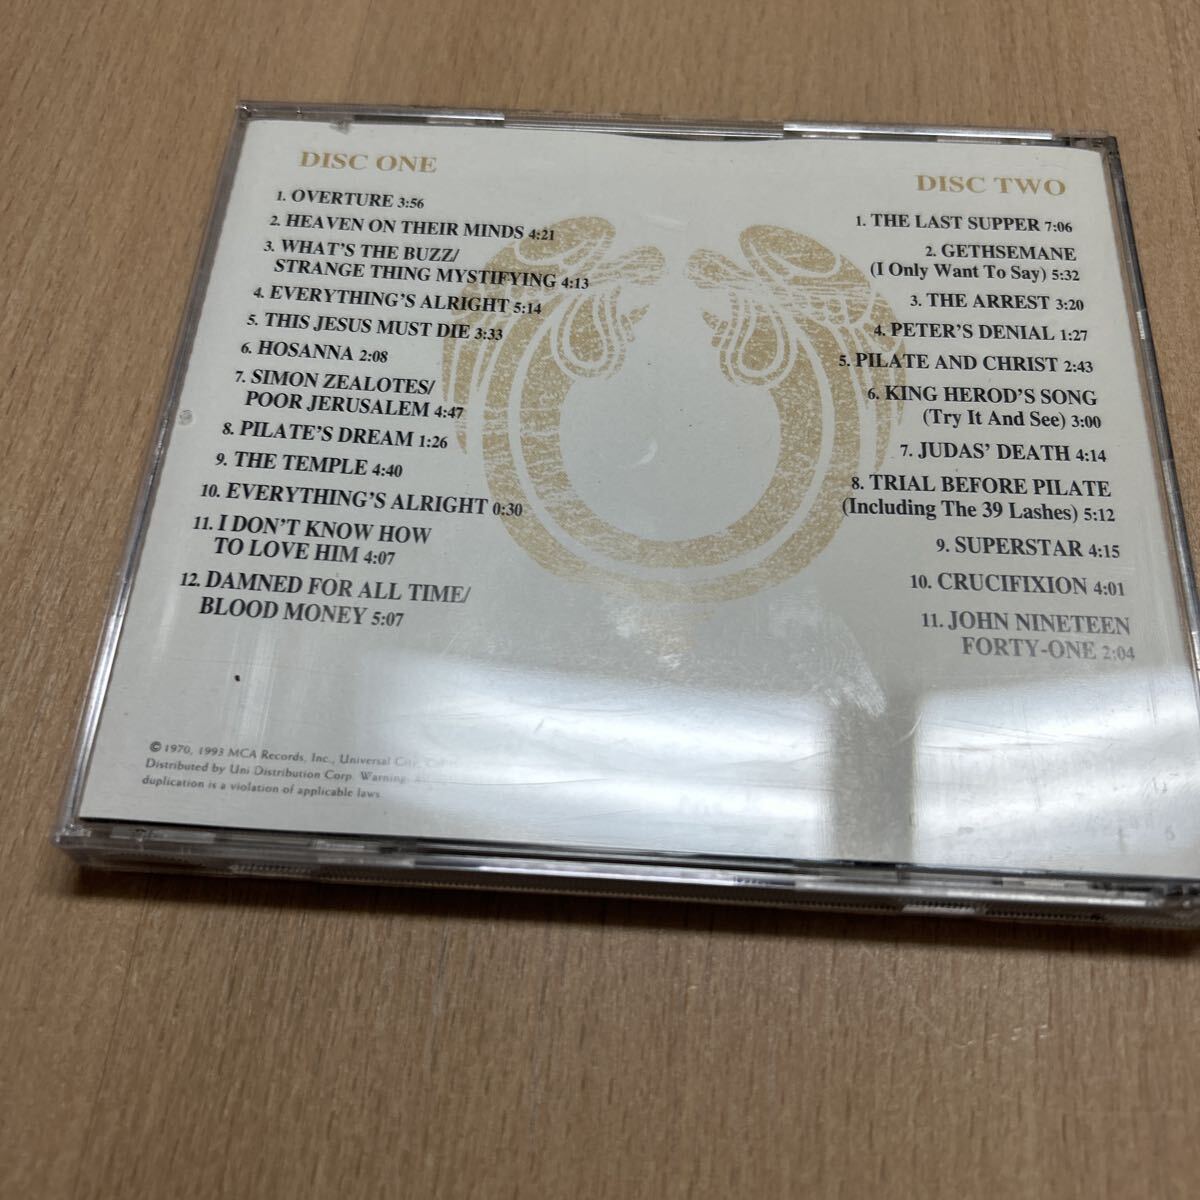 DISC ONE
1. OVERTURE 3:56
2. HEAVEN ON THEIR MINDS 4:21
3. WHAT'S THE BUZZ/
STRANGE THING MYSTIFYING 4:13
4. EVERYTHING'S ALRIGHT 5:14
5. THIS JESUS MUST DIE 3:33
6. HOSANNA 2:08
7. SIMON ZEALOTES/
POOR JERUSALEM 4:47
8. PILATE'S DREAM 1:26
9. THE TEMPLE 4:40
10. EVERYTHING'S ALRIGHT 0:30
11. I DON'T KNOW HOW
TO LOVE HIM 4:07
12. DAMNED FOR ALL TIME/
BLOOD MONEY 5:07
DISC TWO
1. THE LAST SUPPER 7:06
2. GETHSEMANE
(I Only Want To Say) 5:32
3. THE ARREST 3:20
4. PETER'S DENIAL 1:27
5. PILATE AND CHRIST 2:43
6. KING HEROD'S SONG
(Try It And See) 3:00
7. JUDAS' DEATH 4:14
8. TRIAL BEFORE PILATE
(Including The 39 Lashes) 5:12
9. SUPERSTAR 4:15
10. CRUCIFIXION 4:01
11. JOHN NINETEEN
FORTY-ONE 2:04
© 1970, 1993 MCA Records, Inc., Universal City,
Distributed by Uni Distribution Corp. Warning:
duplication is a violation of applicable laws